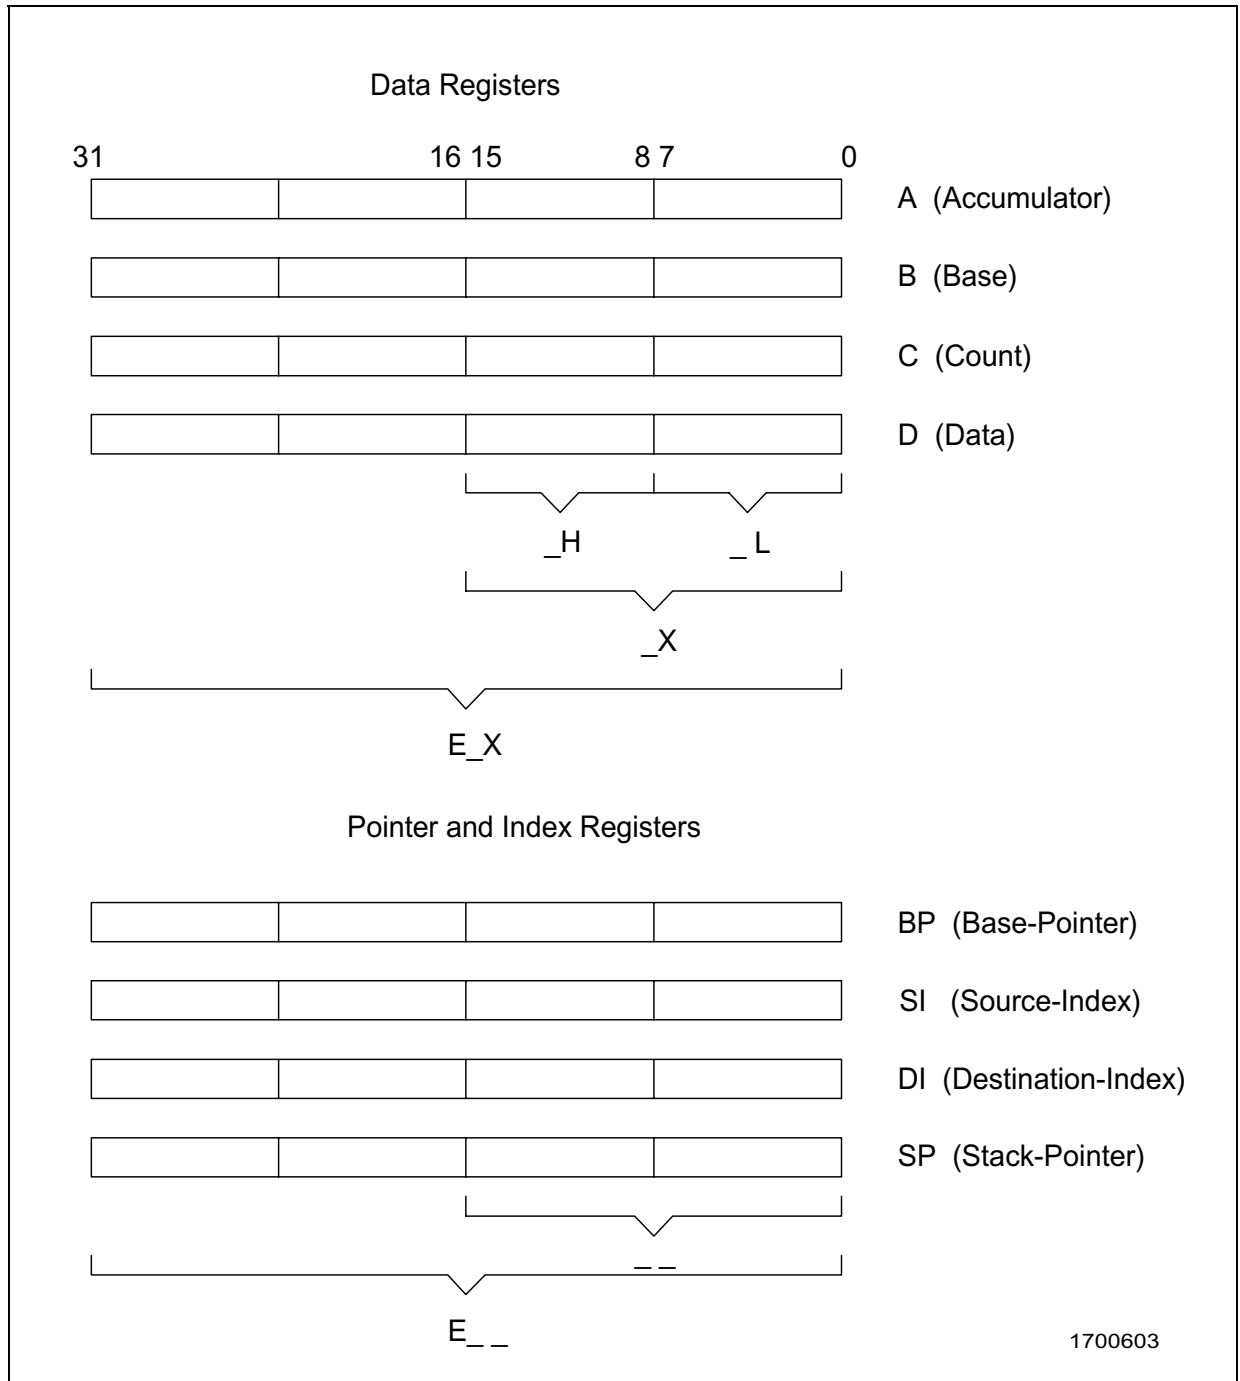 Data Registers
31 16 15 8 7 0
A (Accumulator)
B (Base)
C (Count)
D (Data)
_H _ L
_X
E_X
Pointer and Index Registers
BP (Base-Pointer)
SI (Source-Index)
DI (Destination-Index)
SP (Stack-Pointer)
_ _
E_ _
1700603